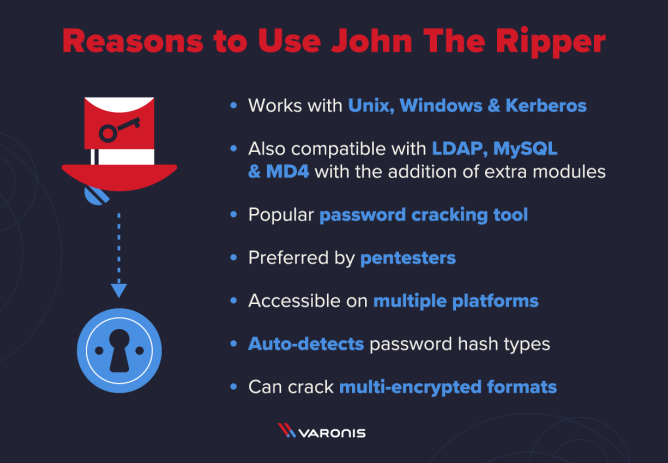 Reasons to Use John The Ripper
• Works with Unix, Windows & Kerberos
• Also compatible with LDAP, MySQL
& MD4 with the addition of extra modules
• Popular password cracking tool
• Preferred by pentesters
• Accessible on multiple platforms
• Auto-detects password hash types
• Can crack multi-encrypted formats
VARONIS